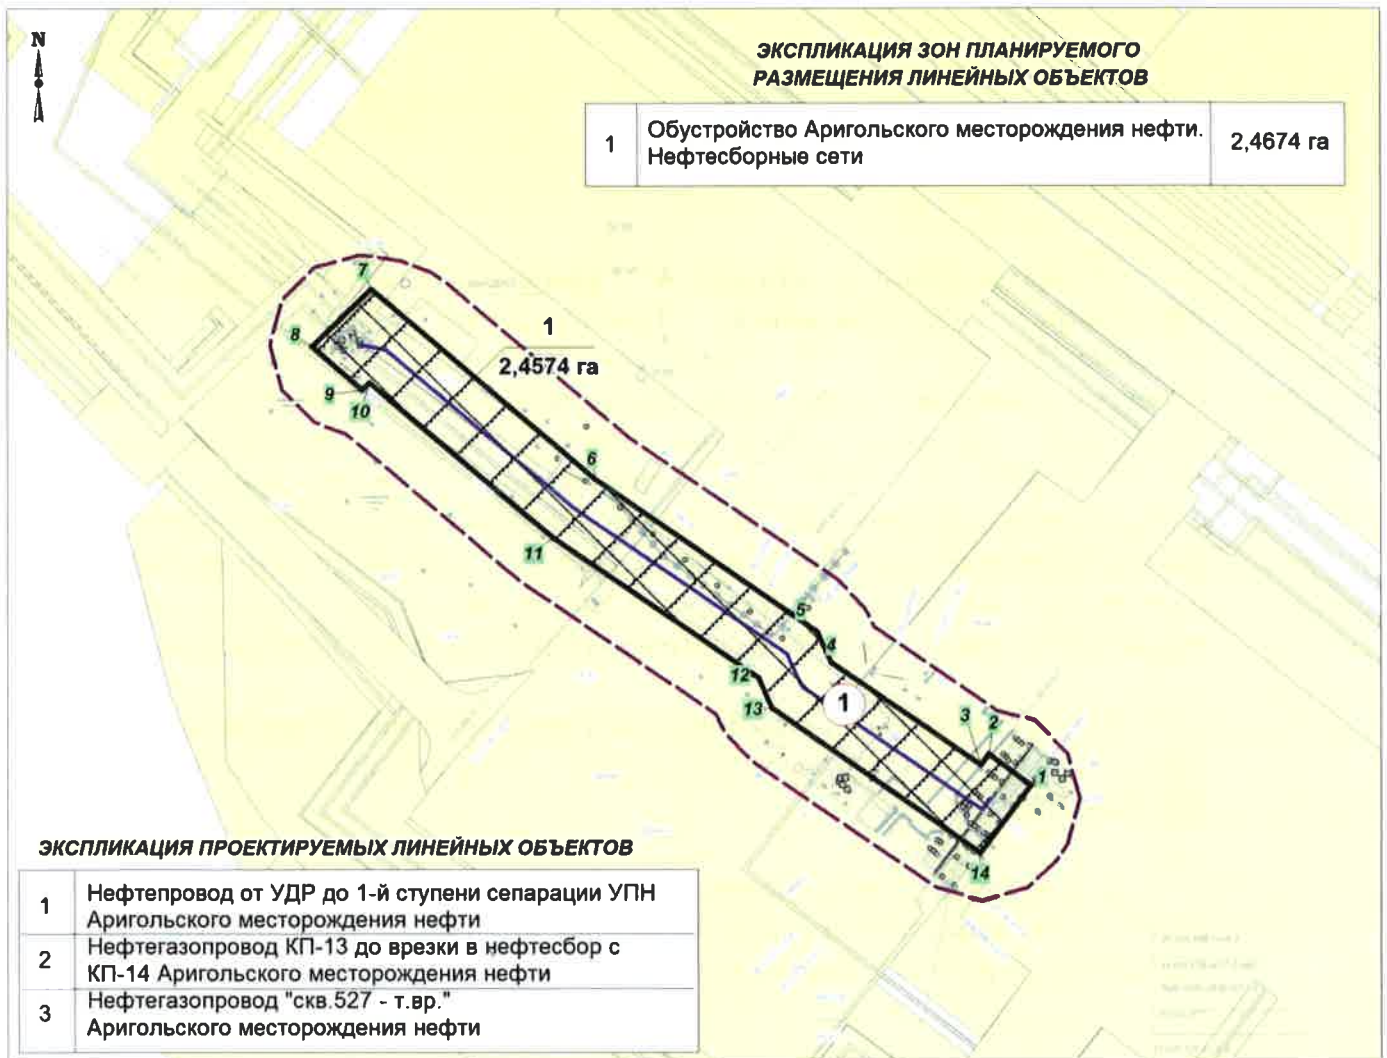 N
ЭКСПЛИКАЦИЯ ЗОН ПЛАНИРУЕМОГО
РАЗМЕЩЕНИЯ ЛИНЕЙНЫХ ОБЪЕКТОВ
1
Обустройство Аригольского месторождения нефти.
Нефтесборные сети
2,4674 га
7
8
1
2,4574 га
9
10
6
11
5
4
12
13
1
3
2
1
14
ЭКСПЛИКАЦИЯ ПРОЕКТИРУЕМЫХ ЛИНЕЙНЫХ ОБЪЕКТОВ
1
Нефтепровод от УДР до 1-й ступени сепарации УПН
Аригольского месторождения нефти
2
Нефтегазопровод КП-13 до врезки в нефтесбор с
КП-14 Аригольского месторождения нефти
3
Нефтегазопровод "скв.527 - т.вр."
Аригольского месторождения нефти